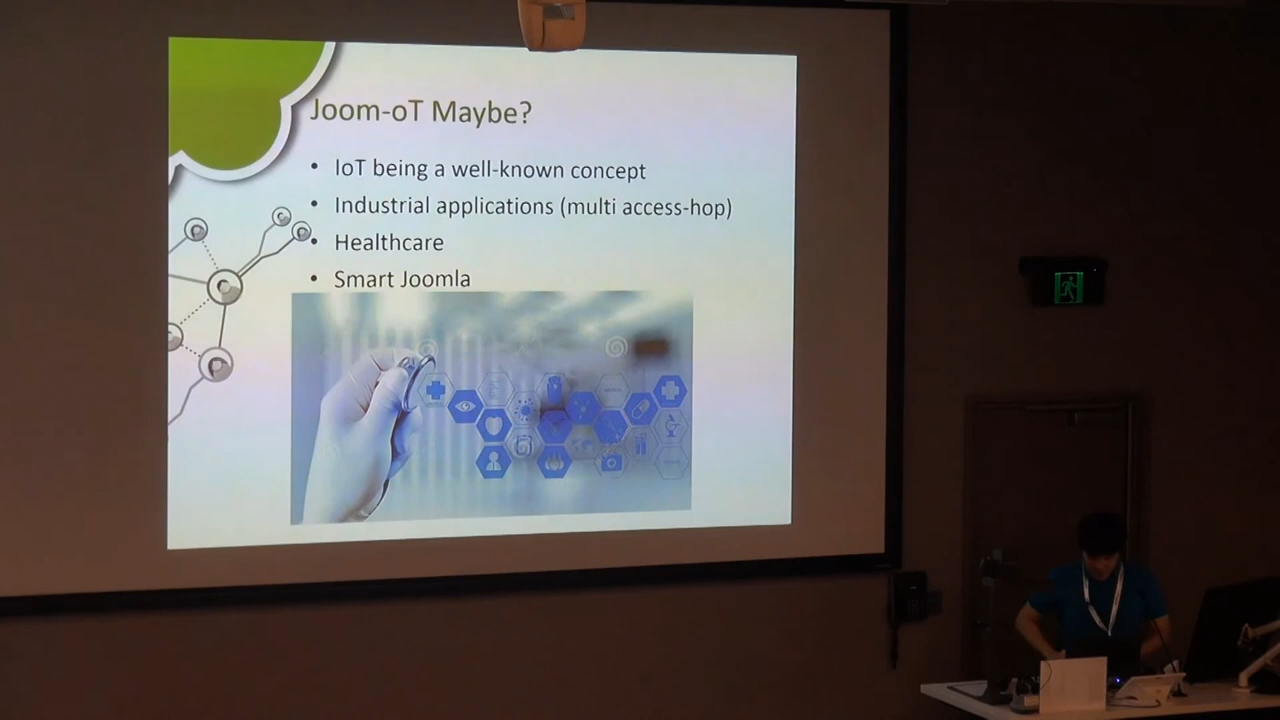 Joom-oT Maybe?
• IoT being a well-known concept
• Industrial applications (multi access-hop)
• Healthcare
• Smart Joomla